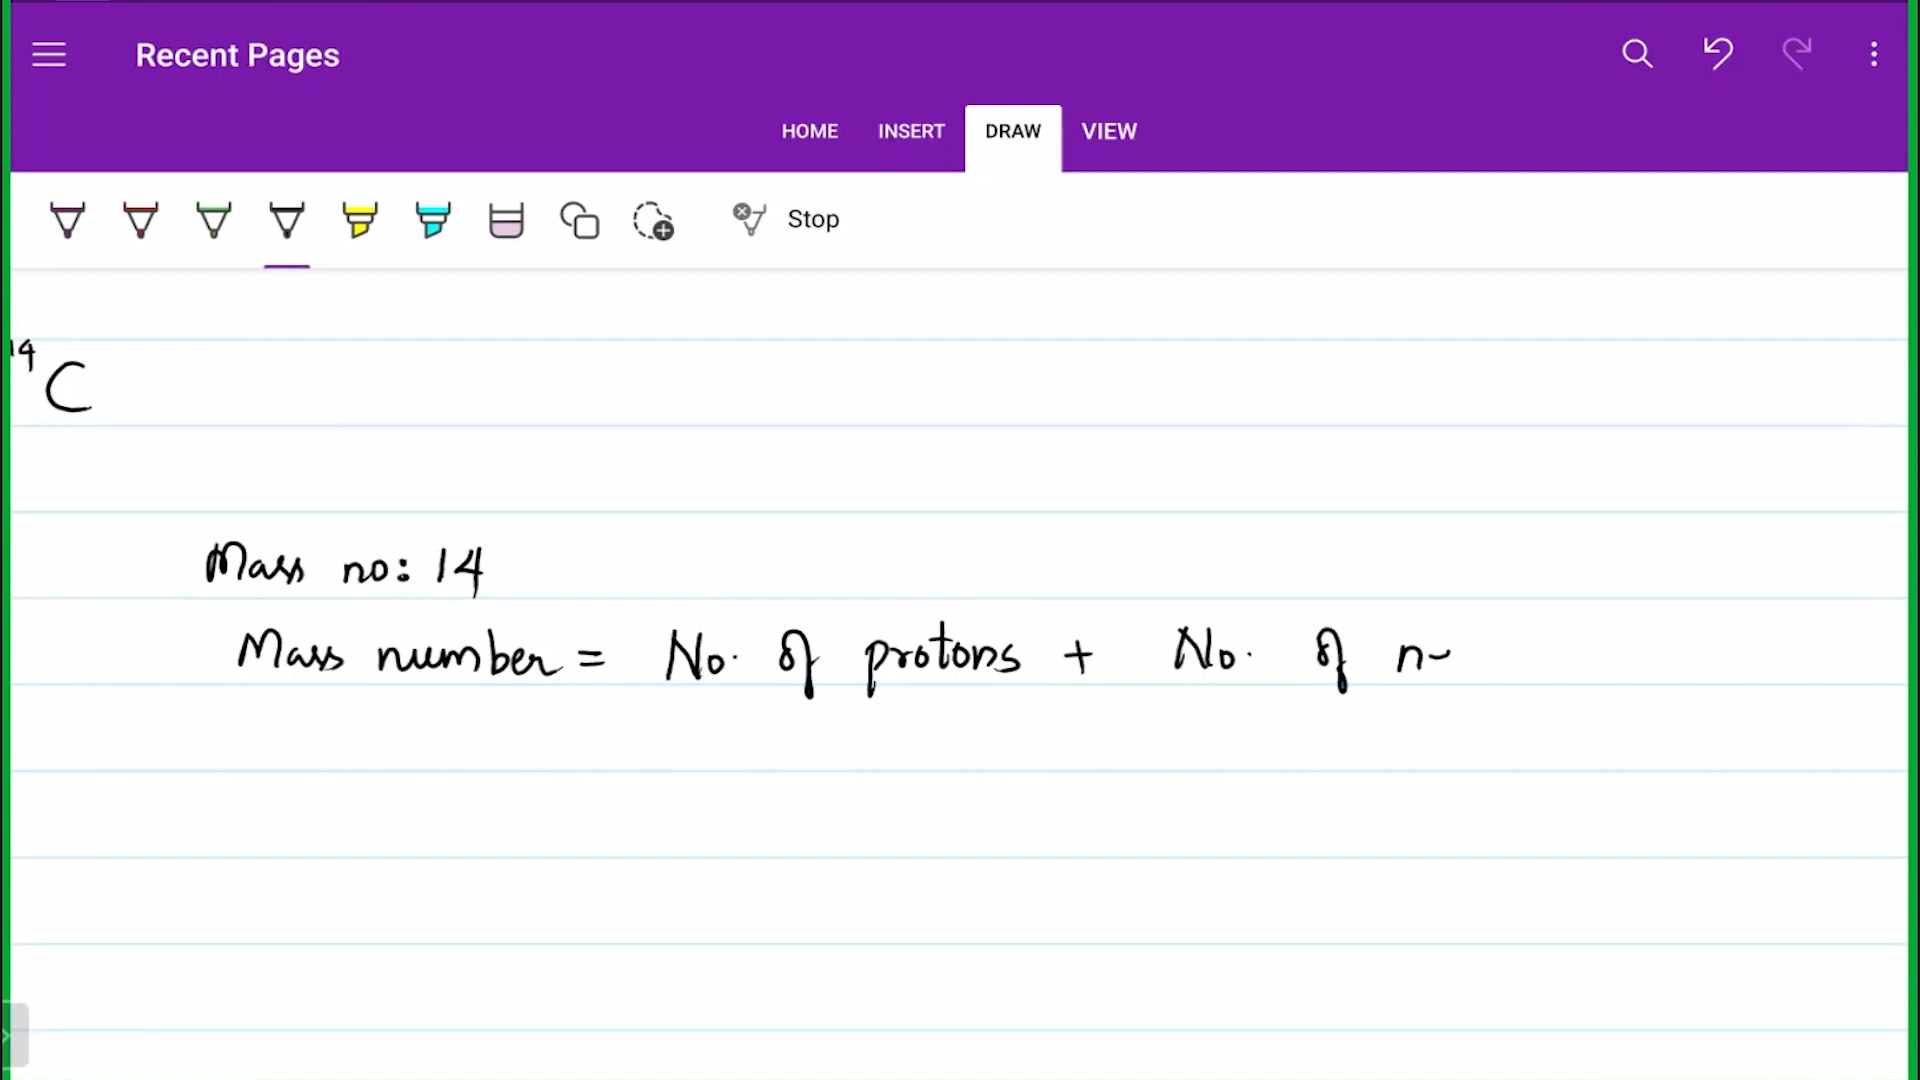 Recent Pages
HOME INSERT DRAW VIEW
Stop
14
C
Mass no: 14
Mass number = No. of protons + No. of n